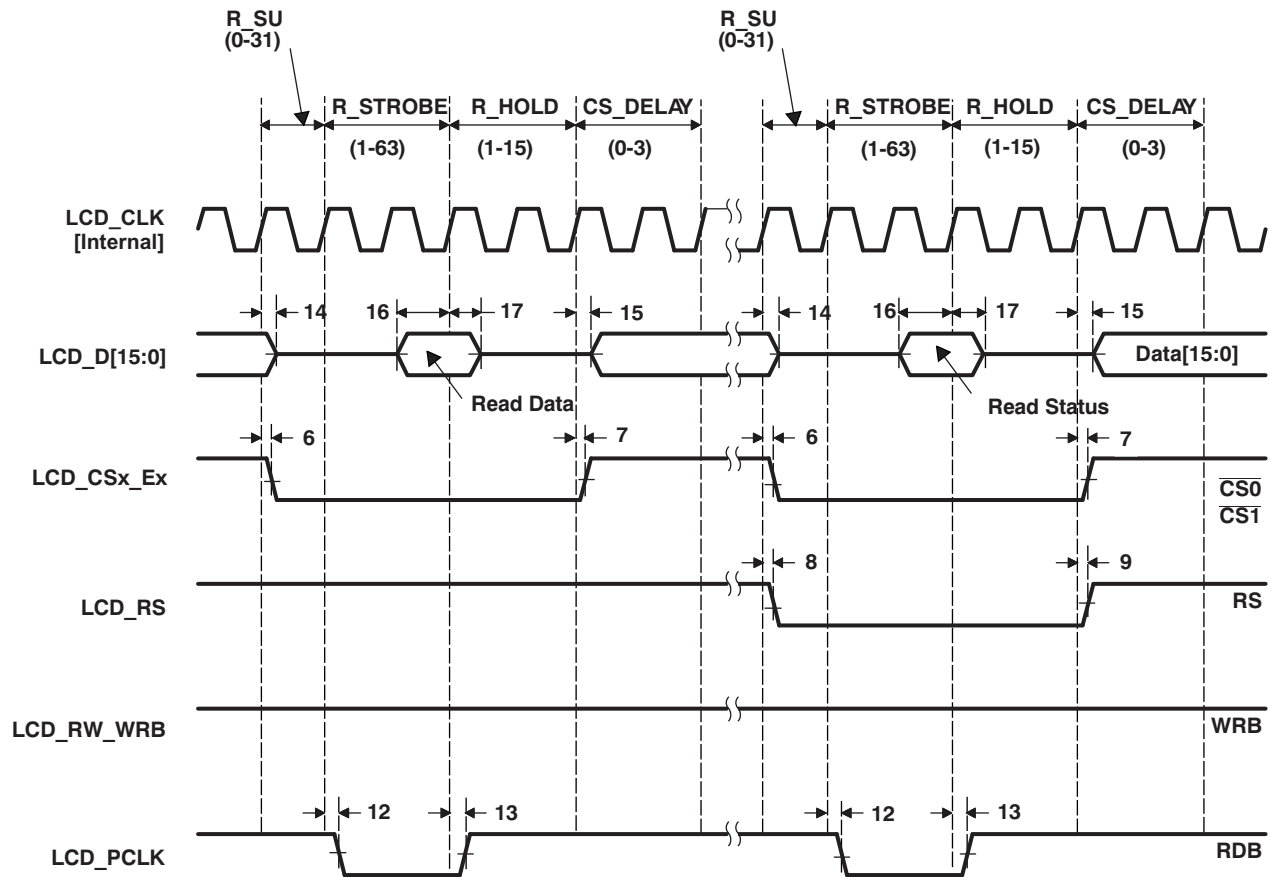 R_SU
(0-31)
R_SU
(0-31)
R_STROBE R_HOLD CS_DELAY
R_STROBE R_HOLD CS_DELAY
(1-63) (1-15) (0-3)
(1-63) (1-15) (0-3)
LCD_CLK
[Internal]
14 16 17 15
14 16 17 15
LCD_D[15:0]
Data[15:0]
Read Data
Read Status
6 7 6 7
LCD_CSx_Ex
CS0
CS1
8 9
LCD_RS
RS
LCD_RW_WRB
WRB
12 13 12 13
LCD_PCLK
RDB